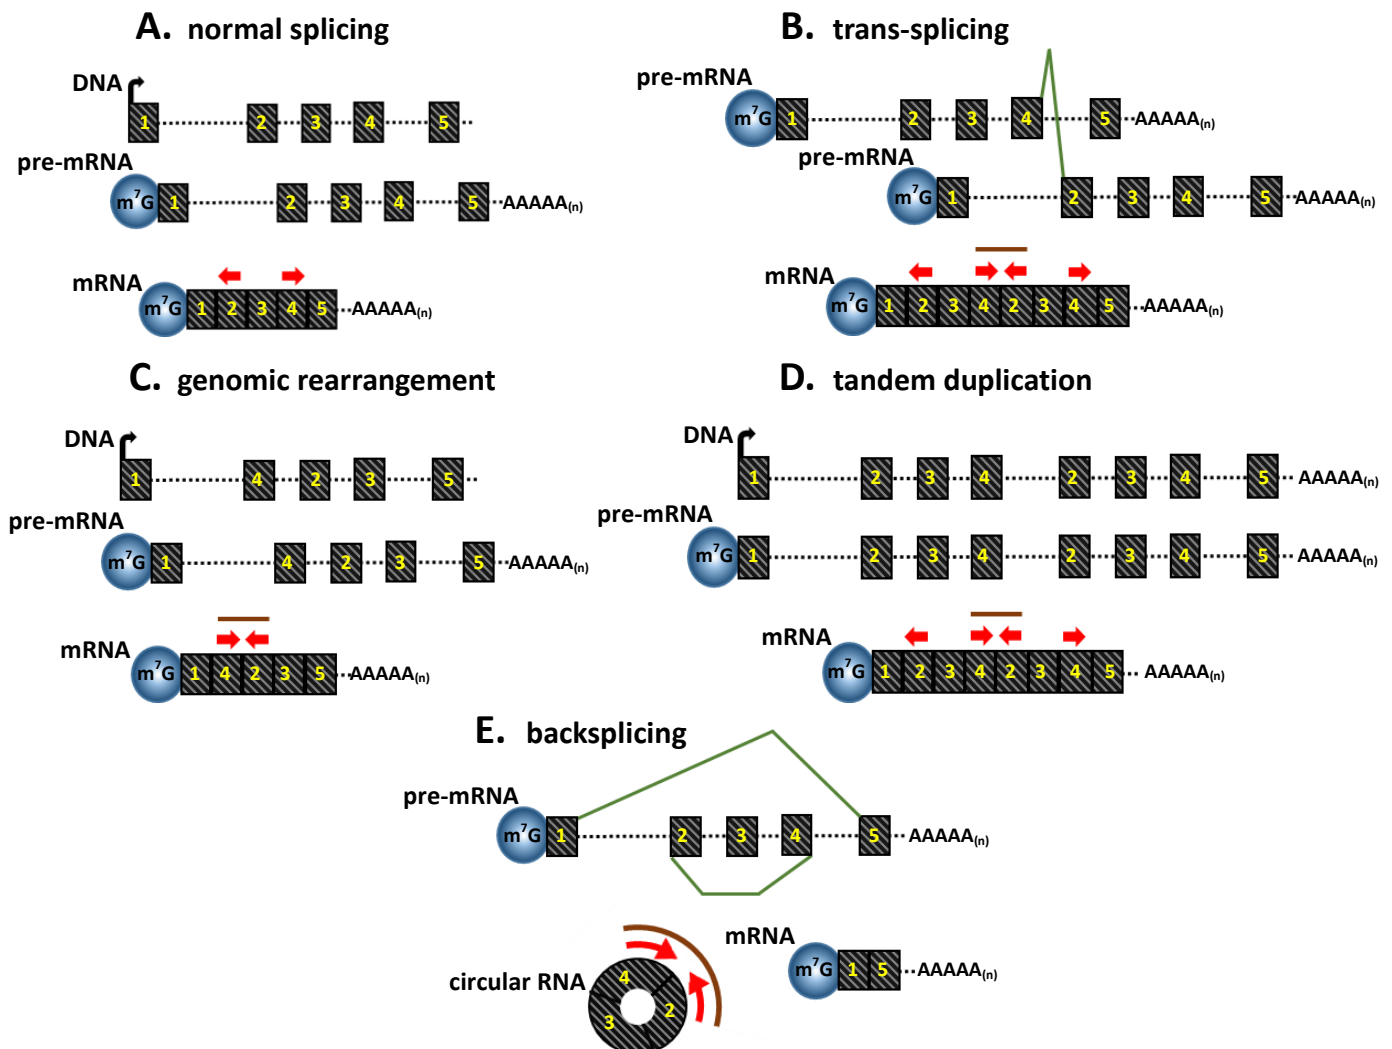 A. normal splicing
DNA
1 2 3 4 5
pre-mRNA
m⁷G 1 2 3 4 5 AAAAA(n)
mRNA
m⁷G 1 2 3 4 5 AAAAA(n)
B. trans-splicing
pre-mRNA
m⁷G 1 2 3 4 5 AAAAA(n)
pre-mRNA
m⁷G 1 2 3 4 5 AAAAA(n)
mRNA
m⁷G 1 2 3 4 2 3 4 5 AAAAA(n)
C. genomic rearrangement
DNA
1 4 2 3 5
pre-mRNA
m⁷G 1 4 2 3 5 AAAAA(n)
mRNA
m⁷G 1 4 2 3 5 AAAAA(n)
D. tandem duplication
DNA
1 2 3 4 2 3 4 5 AAAAA(n)
pre-mRNA
m⁷G 1 2 3 4 2 3 4 5 AAAAA(n)
mRNA
m⁷G 1 2 3 4 2 3 4 5 AAAAA(n)
E. backsplicing
pre-mRNA
m⁷G 1 2 3 4 5 AAAAA(n)
circular RNA
4
3 2
mRNA
m⁷G 1 5 AAAAA(n)